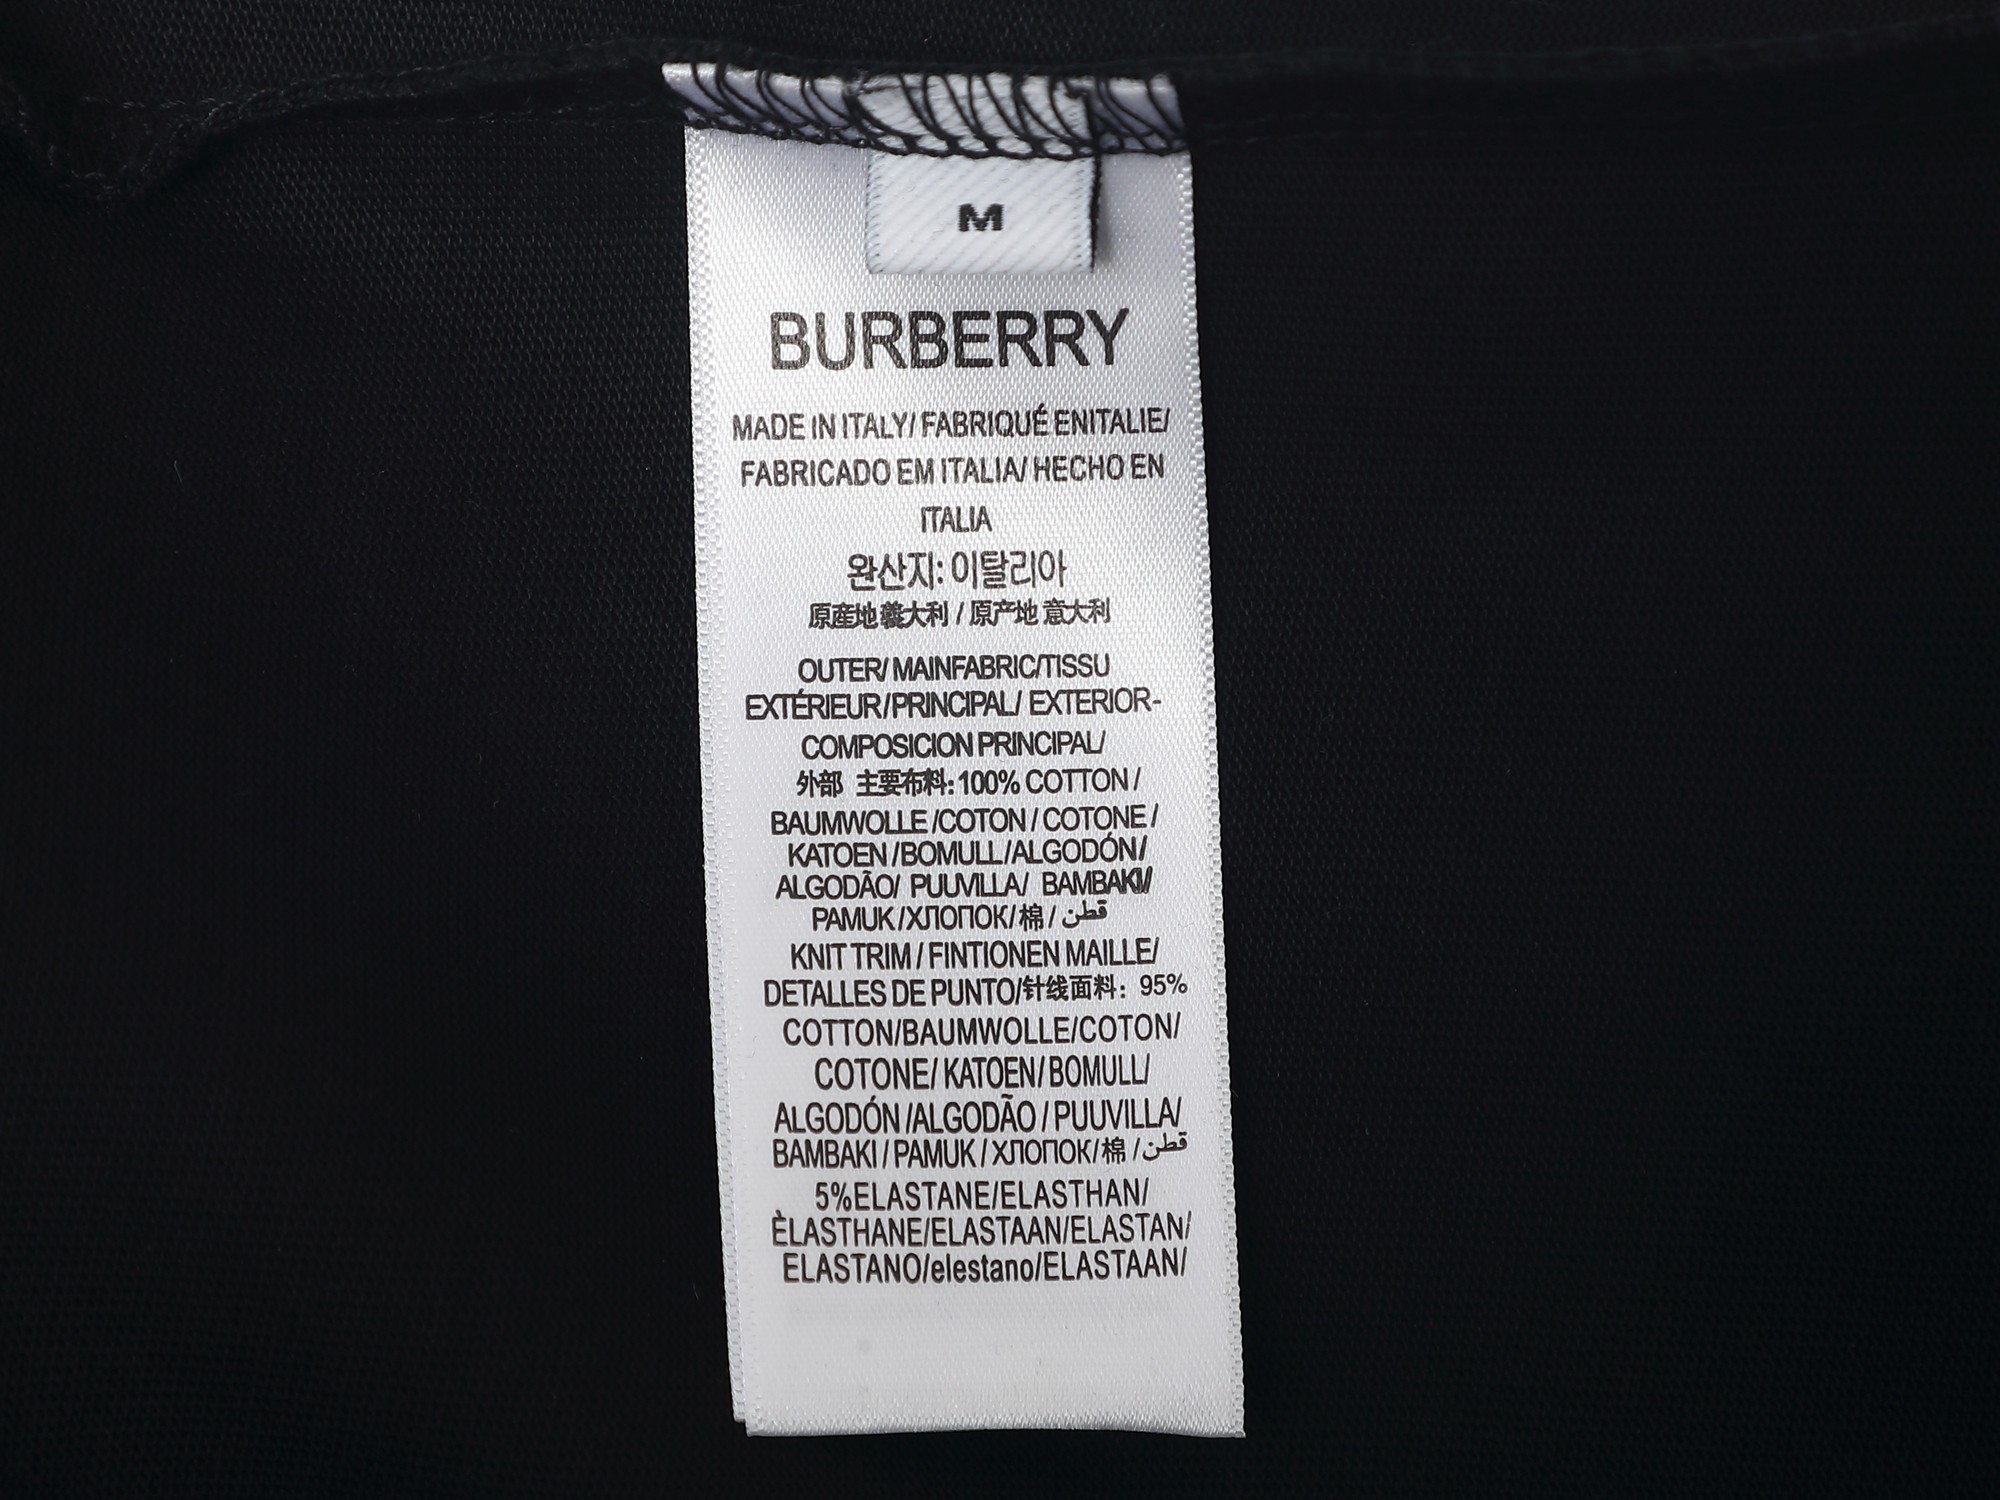 M
BURBERRY
MADE IN ITALY/ FABRIQUÉ ENITALIE/
FABRICADO EM ITALIA/ HECHO EN
ITALIA
완산지: 이탈리아
原産地 義大利 / 原产地 意大利
OUTER/ MAINFABRIC/TISSU
EXTÉRIEUR/PRINCIPAL/ EXTERIOR-
COMPOSICION PRINCIPAL/
外部 主要布料: 100% COTTON /
BAUMWOLLE /COTON / COTONE /
KATOEN /BOMULL/ALGODÓN/
ALGODÃO/ PUUVILLA/ BAMBAKI/
PAMUK /ХЛОПОК/棉 / قطن
KNIT TRIM / FINTIONEN MAILLE/
DETALLES DE PUNTO/针线面料: 95%
COTTON/BAUMWOLLE/COTON/
COTONE/ KATOEN/ BOMULL/
ALGODÓN /ALGODÃO / PUUVILLA/
BAMBAKI / PAMUK / ХЛОПОК/棉 / قطن
5%ELASTANE/ELASTHAN/
ÈLASTHANE/ELASTAAN/ELASTAN/
ELASTANO/elestano/ELASTAAN/